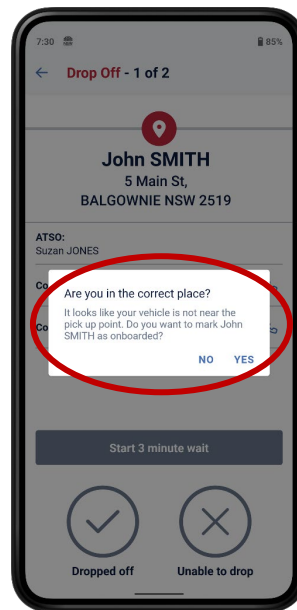 7:30 85%
← Drop Off - 1 of 2
John SMITH
5 Main St,
BALGOWNIE NSW 2519
ATSO:
Suzan JONES
Co
Are you in the correct place?
It looks like your vehicle is not near the
pick up point. Do you want to mark John
SMITH as onboarded?
Co
NO YES
Start 3 minute wait
Dropped off Unable to drop